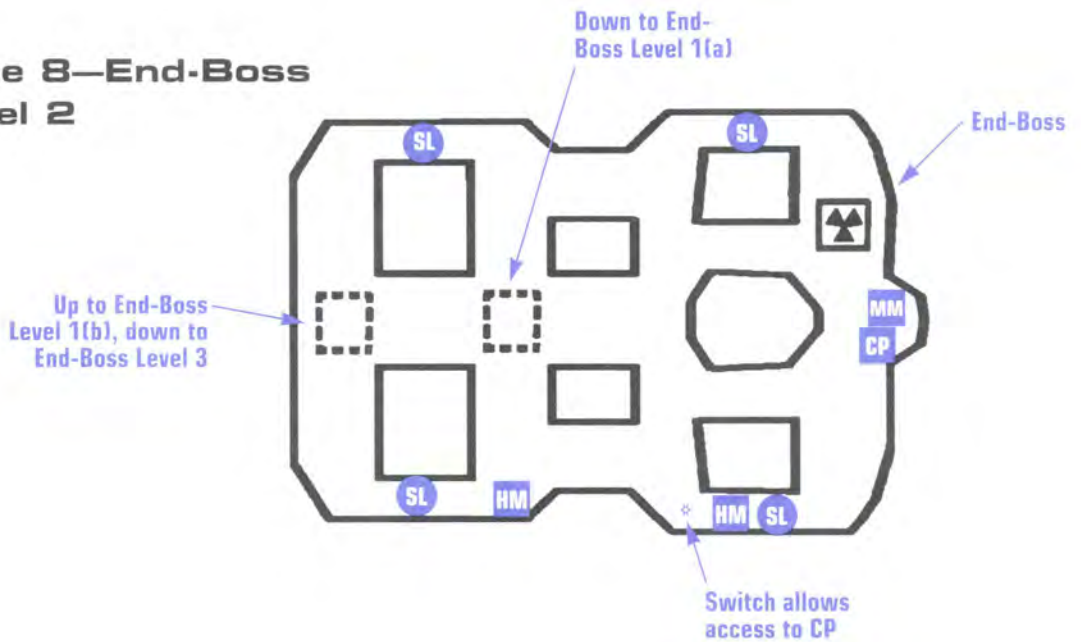 Down to End-
Boss Level 1(a)
e 8—End-Boss
el 2
End-Boss
SL
SL
Up to End-Boss
Level 1(b), down to
End-Boss Level 3
MM
CP
SL
HM
HM
SL
Switch allows
access to CP